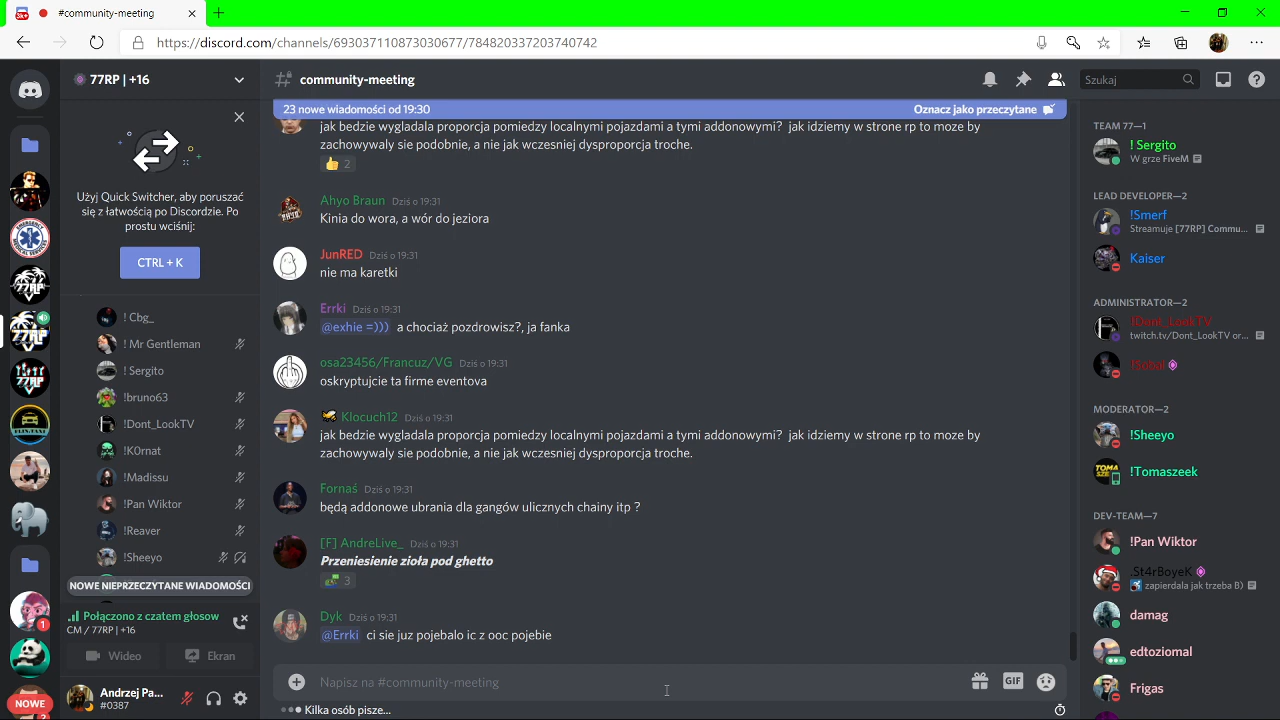 #community-meeting
https://discord.com/channels/693037110873030677/784820337203740742
77RP | +16
community-meeting
Szukaj
23 nowe wiadomości od 19:30
Oznacz jako przeczytane
jak bedzie wygladala proporcja pomiedzy localnymi pojazdami a tymi addonowymi? jak idziemy w strone rp to moze by
zachowywaly się podobnie, a nie jak wczesniej dysproporcja troche.
2
Ahyo Braun Dziś o 19:31
Kinia do wora, a wór do jeziora
JunRED Dziś o 19:31
nie ma karetki
Errki Dziś o 19:31
@exhie =))) a chociaż pozdrowisz?, ja fanka
osa23456/Francuz/VG Dziś o 19:31
oskryptujcie ta firme eventova
Klocuch12 Dziś o 19:31
jak bedzie wygladala proporcja pomiedzy localnymi pojazdami a tymi addonowymi? jak idziemy w strone rp to moze by
zachowywaly się podobnie, a nie jak wczesniej dysproporcja troche.
Fornaś Dziś o 19:31
będą addonowe ubrania dla gangów ulicznych chainy itp ?
[F] AndreLive_ Dziś o 19:31
Przeniesienie zioła pod ghetto
3
Dyk Dziś o 19:31
@Errki ci sie juz pojebalo ic z ooc pojebie
Napisz na #community-meeting
GIF
Kilka osób pisze...
Użyj Quick Switcher, aby poruszać
się z łatwością po Discordzie. Po
prostu wciśnij:
CTRL + K
! Cbg_
! Mr Gentleman
! Sergito
!bruno63
!Dont_LookTV
!K0rnat
!Madissu
!Pan Wiktor
!Reaver
!Sheeyo
NOWE NIEPRZECZYTANE WIADOMOŚCI
Połączono z czatem głosow
CM / 77RP | +16
Wideo
Ekran
Andrzej Pa...
#0387
NOWE
1
TEAM 77—1
! Sergito
W grze FiveM
LEAD DEVELOPER—2
!Smerf
Streamuje [77RP] Commu...
Kaiser
ADMINISTRATOR—2
!Dont_LookTV
twitch.tv/Dont_LookTV or...
!Sohal
MODERATOR—2
!Sheeyo
!Tomaszeek
DEV-TEAM—7
!Pan Wiktor
.St4rBoyeK
zapierdala jak trzeba B)
damag
edtoziomal
Frigas